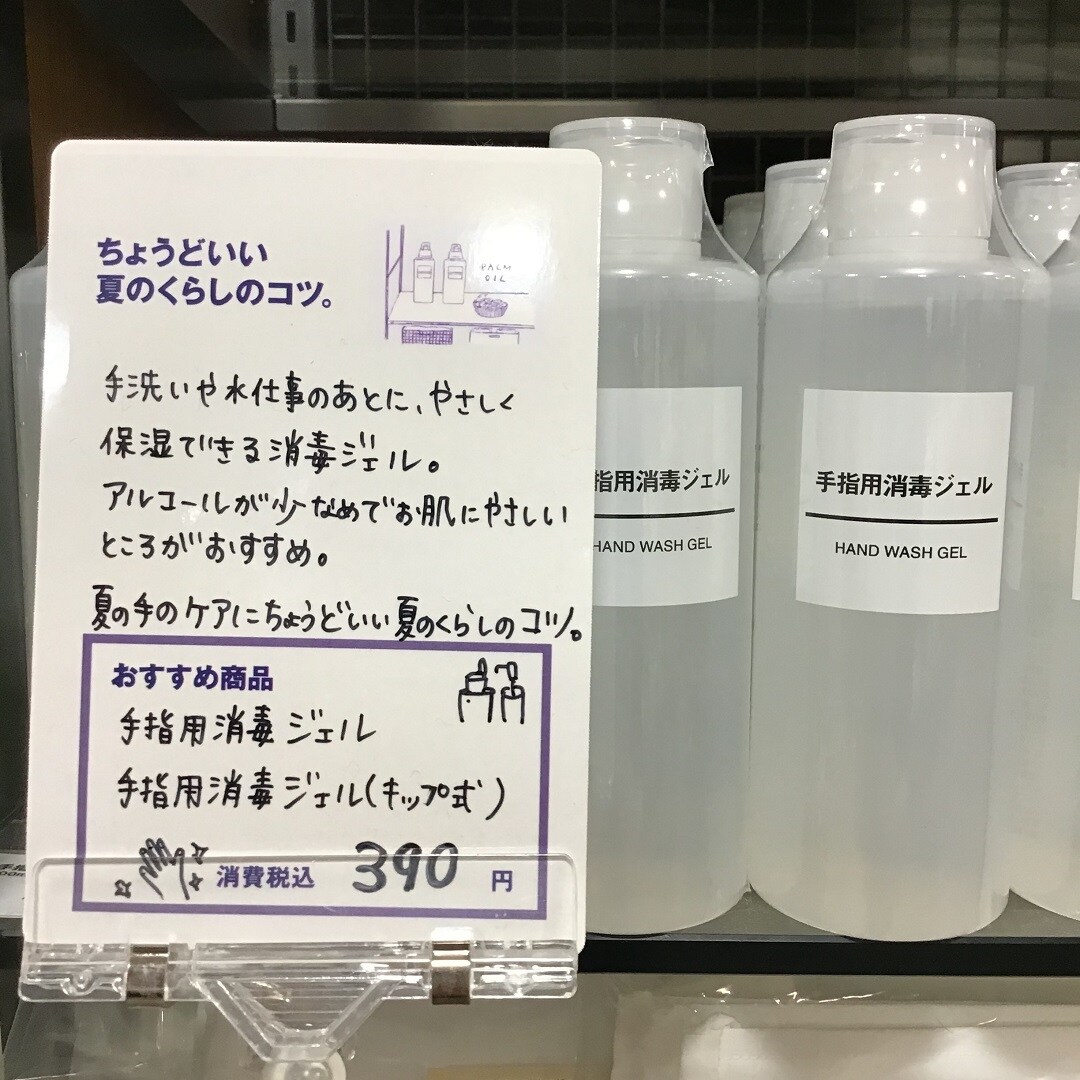 ちょうどいい
夏のくらしのコツ。
PALM
OIL
手洗いや水仕事のあとに、やさしく
保湿できる消毒ジェル。
アルコールが少なめでお肌にやさしい
ところがおすすめ。
夏の手のケアにちょうどいい夏のくらしのコツ。
おすすめ商品
手指用消毒ジェル
手指用消毒ジェル(キップ式)
消費税込 390 円
指用消毒ジェル
HAND WASH GEL
手指用消毒ジェル
HAND WASH GEL